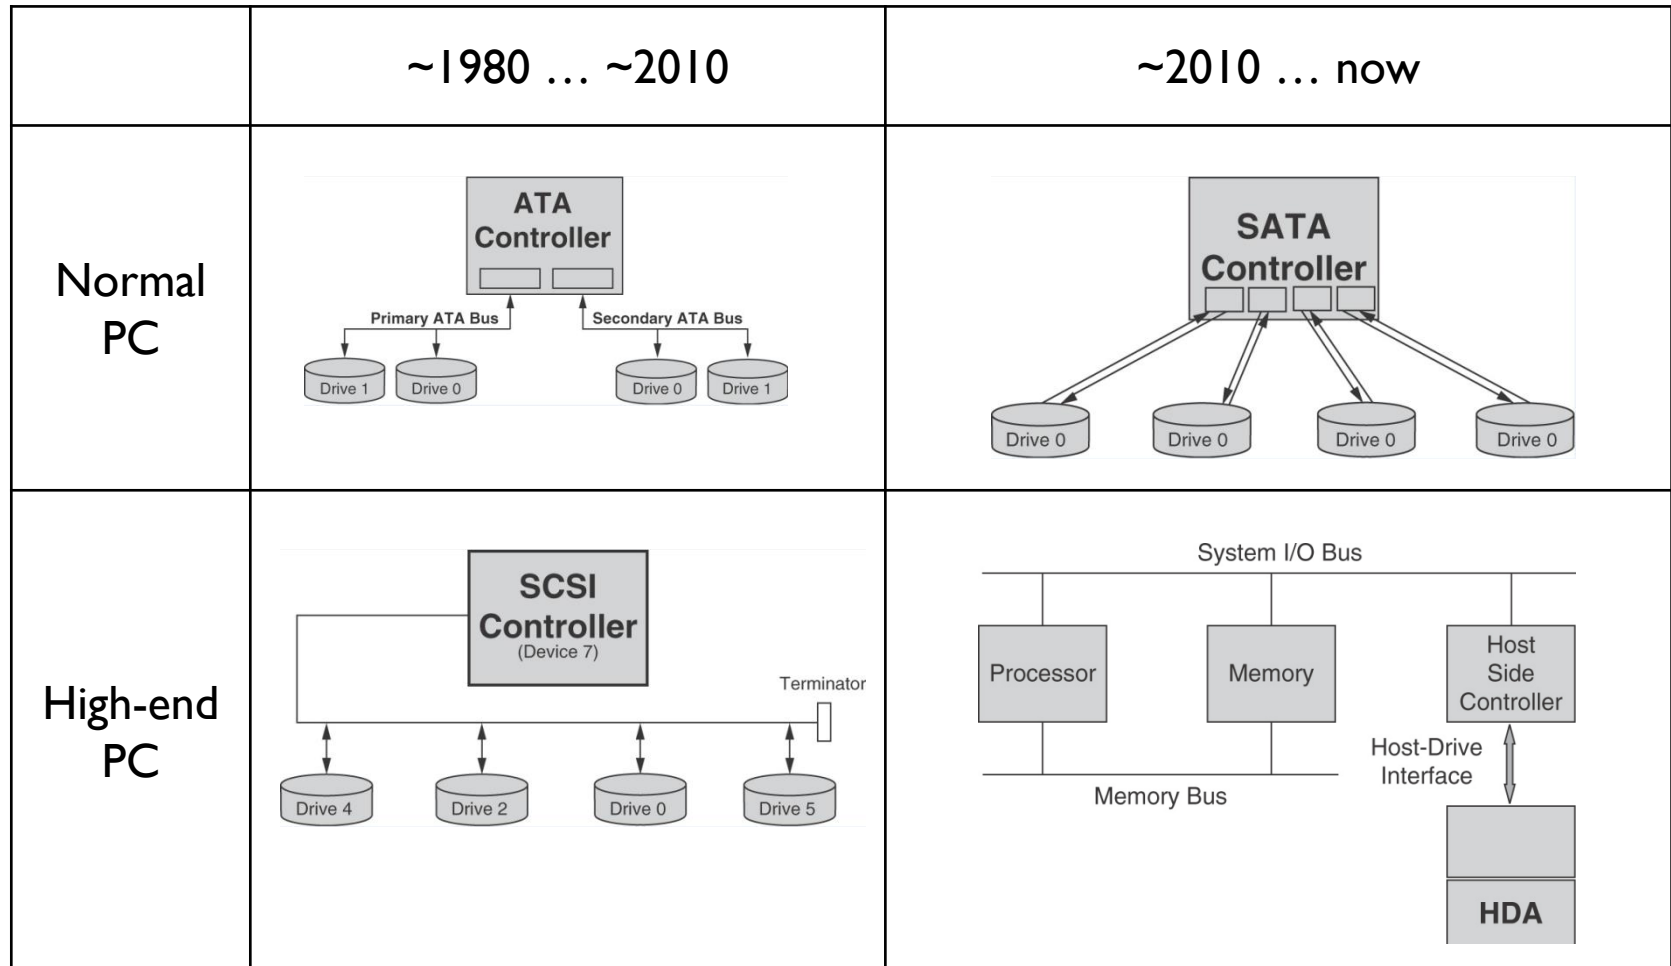 ~1980 … ~2010
~2010 … now
Normal
PC
ATA
Controller
Primary ATA Bus
Secondary ATA Bus
Drive 1
Drive 0
Drive 0
Drive 1
SATA
Controller
Drive 0
Drive 0
Drive 0
Drive 0
High-end
PC
SCSI
Controller
(Device 7)
Terminator
Drive 4
Drive 2
Drive 0
Drive 5
System I/O Bus
Processor
Memory
Host
Side
Controller
Host-Drive
Interface
Memory Bus
HDA